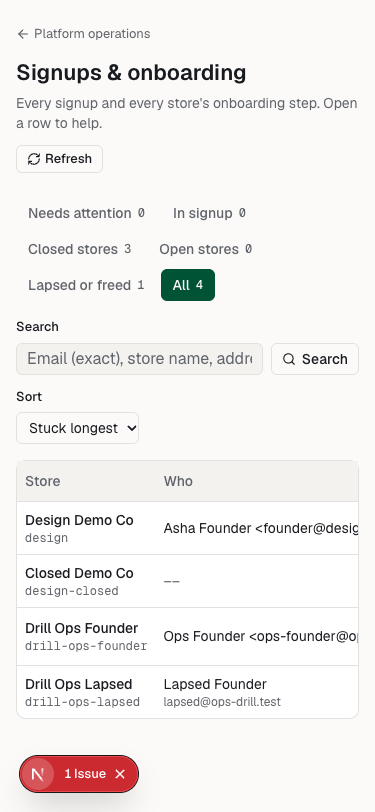 Platform operations
Signups & onboarding
Every signup and every store's onboarding step. Open
a row to help.
Refresh
Needs attention 0 In signup 0
Closed stores 3 Open stores 0
Lapsed or freed 1 All 4
Search
Email (exact), store name, addre Search
Sort
Stuck longest
Store Who
Design Demo Co
design
Asha Founder <founder@desig
Closed Demo Co
design-closed
——
Drill Ops Founder
drill-ops-founder
Ops Founder <ops-founder@o
Drill Ops Lapsed
drill-ops-lapsed
Lapsed Founder
lapsed@ops-drill.test
N 1 Issue